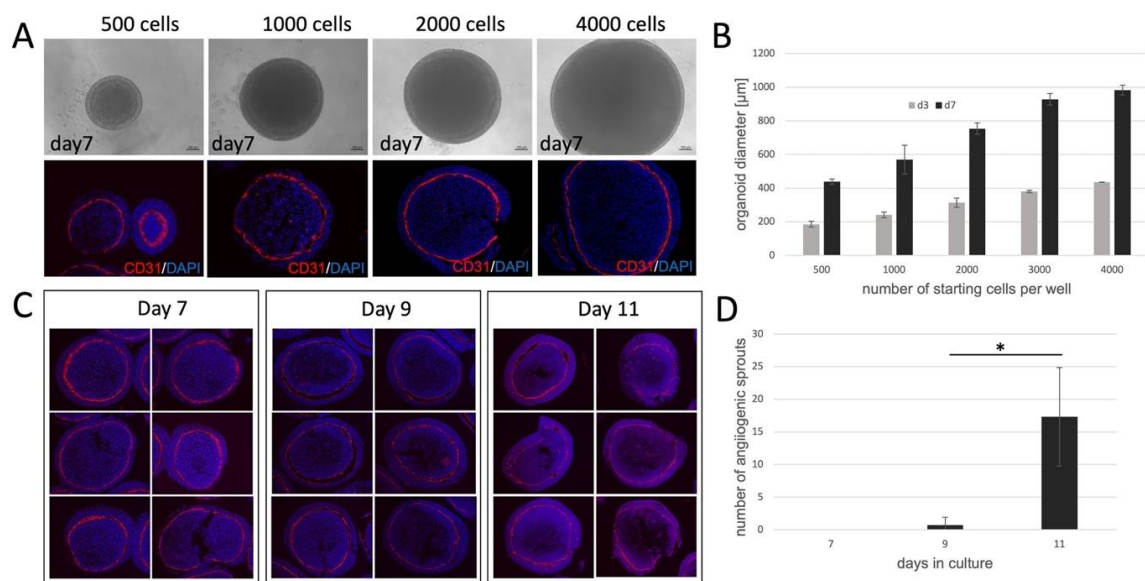 A
500 cells
1000 cells
2000 cells
4000 cells
day7
day7
day7
day7
CD31/DAPI
CD31/DAPI
CD31/DAPI
CD31/DAPI
B
organoid diameter [µm]
1200
1000
800
600
400
200
0
d3
d7
500
1000
2000
3000
4000
number of starting cells per well
C
Day 7
Day 9
Day 11
D
number of angiiogenic sprouts
30
25
20
15
10
5
0
*
7
9
11
days in culture